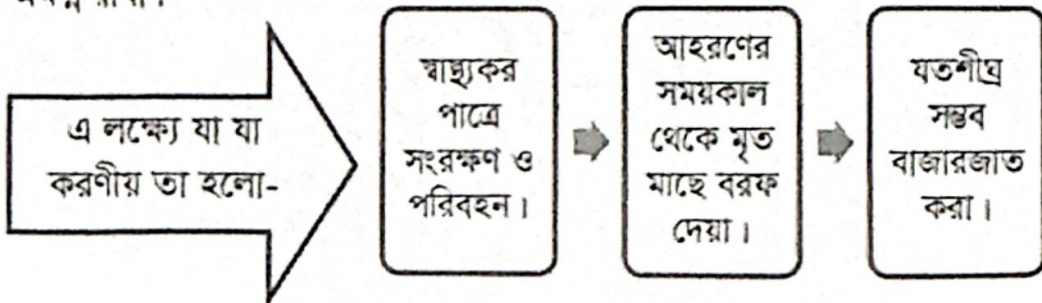 এ লক্ষ্যে যা যা
করণীয় তা হলো-
স্বাস্থ্যকর
পাত্রে
সংরক্ষণ ও
পরিবহন।
আহরণের
সময়কাল
থেকে মৃত
মাছে বরফ
দেয়া।
যতশীঘ্র
সম্ভব
বাজারজাত
করা।